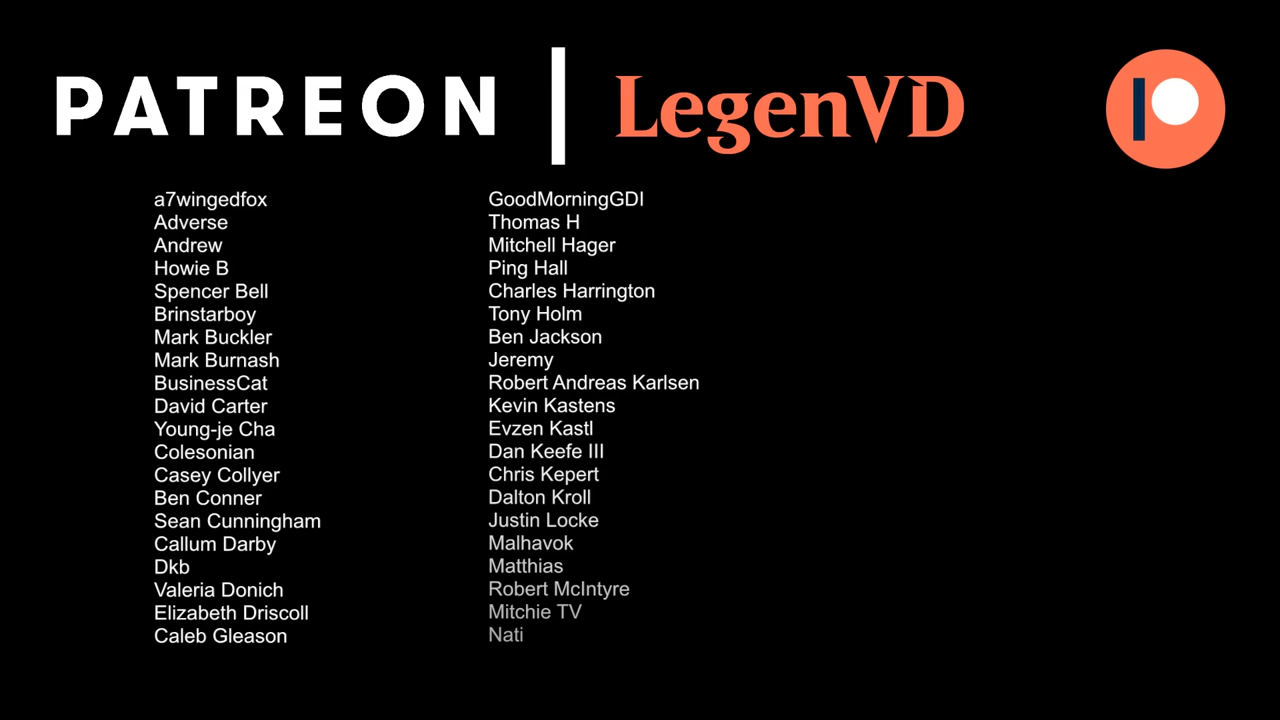 PATREON | LegenVD
a7wingedfox
Adverse
Andrew
Howie B
Spencer Bell
Brinstarboy
Mark Buckler
Mark Burnash
BusinessCat
David Carter
Young-je Cha
Colesonian
Casey Collyer
Ben Conner
Sean Cunningham
Callum Darby
Dkb
Valeria Donich
Elizabeth Driscoll
Caleb Gleason
GoodMorningGDI
Thomas H
Mitchell Hager
Ping Hall
Charles Harrington
Tony Holm
Ben Jackson
Jeremy
Robert Andreas Karlsen
Kevin Kastens
Evzen Kastl
Dan Keefe III
Chris Kepert
Dalton Kroll
Justin Locke
Malhavok
Matthias
Robert McIntyre
Mitchie TV
Nati